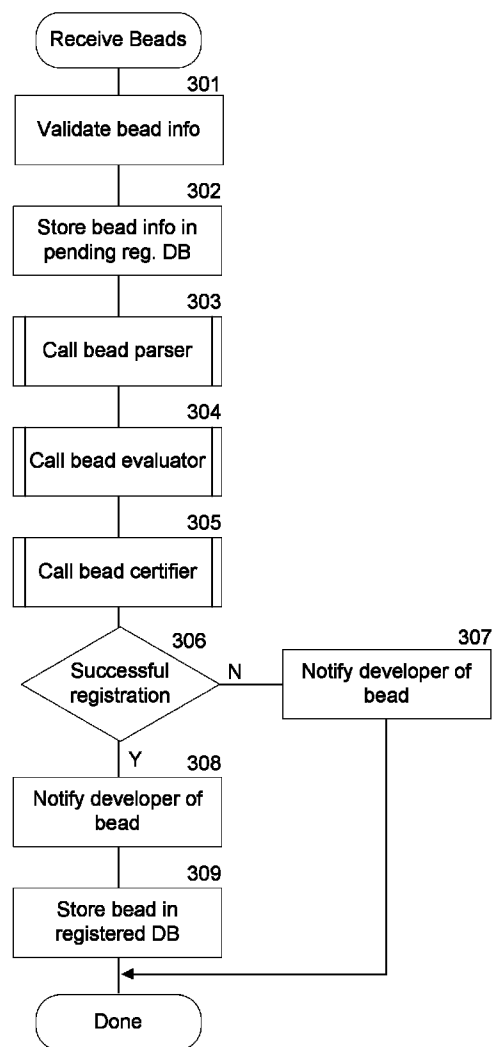 Receive Beads
301
Validate bead info
302
Store bead info in
pending reg. DB
303
Call bead parser
304
Call bead evaluator
305
Call bead certifier
306
Successful
registration
N
307
Notify developer of
bead
Y
308
Notify developer of
bead
309
Store bead in
registered DB
Done